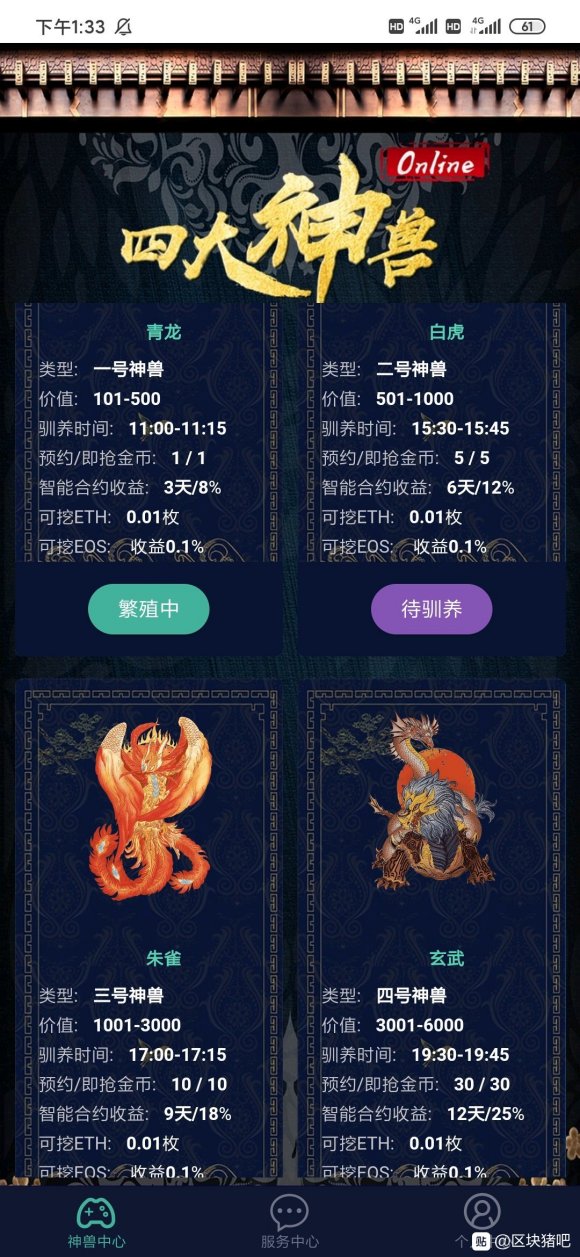 下午1:33
HD 4G HD 4G 61
Online
四大神兽
青龙
类型: 一号神兽
价值: 101-500
驯养时间: 11:00-11:15
预约/即抢金币: 1 / 1
智能合约收益: 3天/8%
可挖ETH: 0.01枚
可挖EOS: 收益0.1%
繁殖中
白虎
类型: 二号神兽
价值: 501-1000
驯养时间: 15:30-15:45
预约/即抢金币: 5 / 5
智能合约收益: 6天/12%
可挖ETH: 0.01枚
可挖EOS: 收益0.1%
待驯养
朱雀
类型: 三号神兽
价值: 1001-3000
驯养时间: 17:00-17:15
预约/即抢金币: 10 / 10
智能合约收益: 9天/18%
可挖ETH: 0.01枚
可挖EOS: 收益0.1%
玄武
类型: 四号神兽
价值: 3001-6000
驯养时间: 19:30-19:45
预约/即抢金币: 30 / 30
智能合约收益: 12天/25%
可挖ETH: 0.01枚
可挖EOS: 收益0.1%
神兽中心
服务中心
个
贴 @区块猪吧